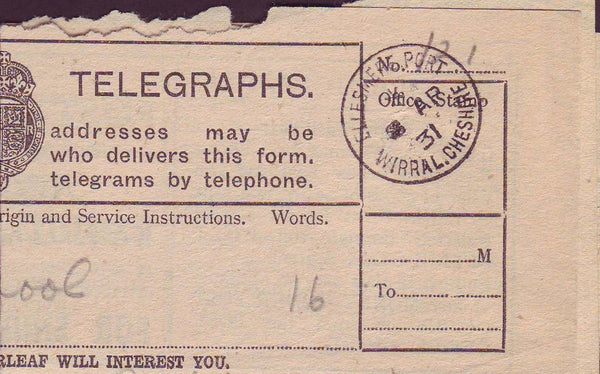 No. 121
TELEGRAPHS.
Office Stamp
ELLESMERE PORT
AP
31
WIRRAL. CHESHIRE
addresses may be
who delivers this form.
telegrams by telephone.
rigin and Service Instructions. Words.
ool 16
M
To
RLEAF WILL INTEREST YOU.